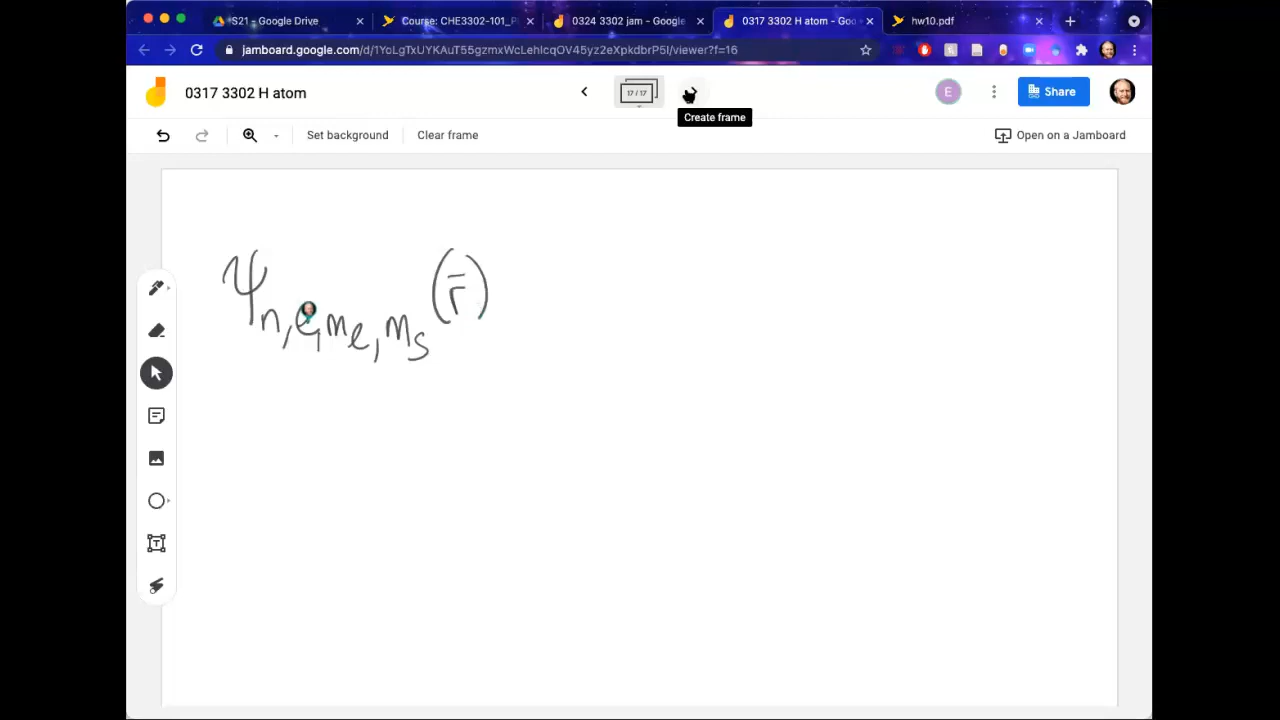 S21 - Google Drive
Course: CHE3302-101_P
0324 3302 jam - Google
0317 3302 H atom - Goo
hw10.pdf
jamboard.google.com/d/1YoLgTxUYKAuT55gzmxWcLehIcqOV45yz2eXpkdbrP5I/viewer?f=16
0317 3302 H atom
17 / 17
E
Share
Create frame
Set background
Clear frame
Open on a Jamboard
ψn,ℓ,mℓ,ms (r̄)
T